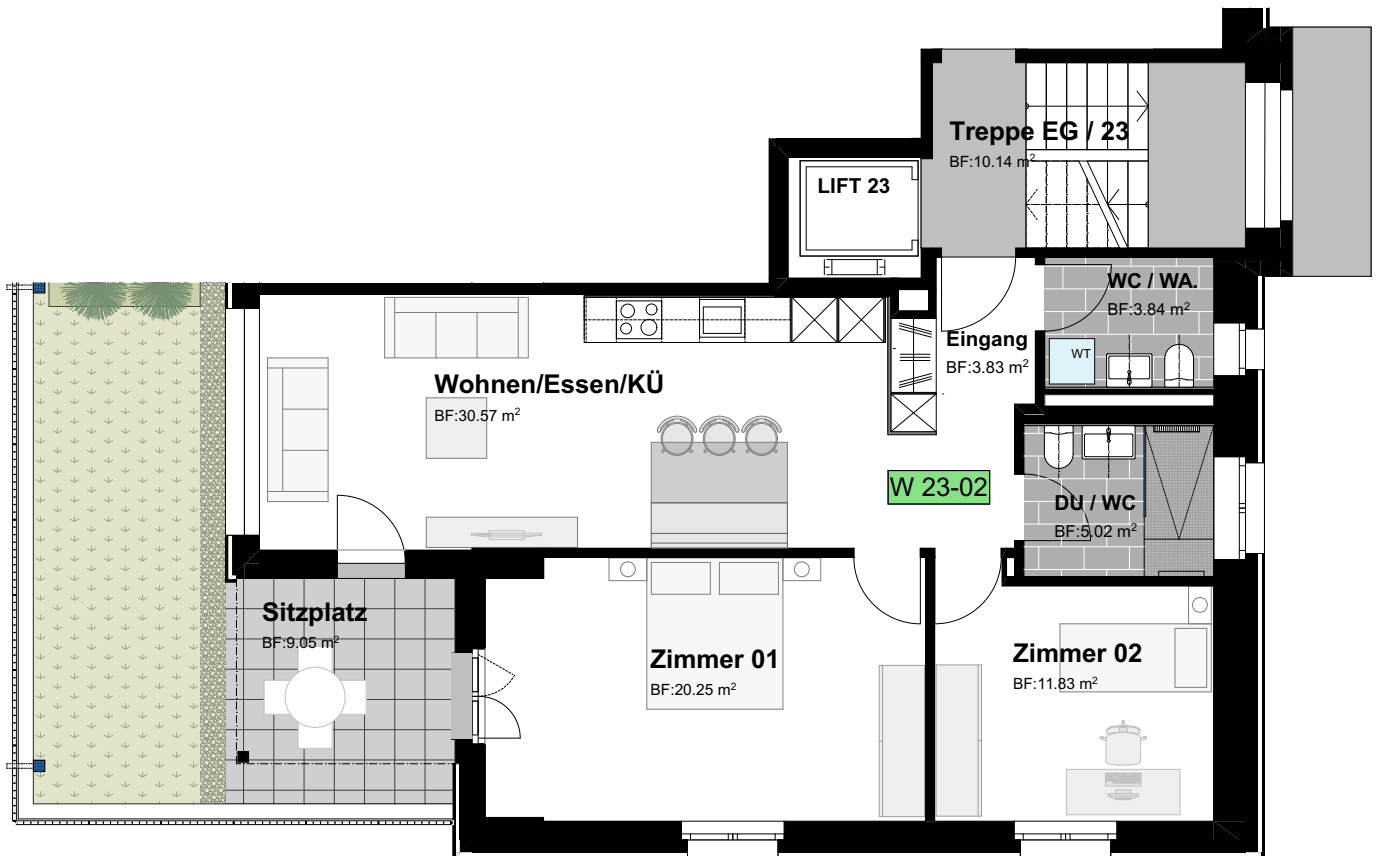 Treppe EG / 23
BF:10.14 m²
LIFT 23
WC / WA.
BF:3.84 m²
WT
Eingang
BF:3.83 m²
Wohnen/Essen/KÜ
BF:30.57 m²
W 23-02
DU / WC
BF:5.02 m²
Sitzplatz
BF:9.05 m²
Zimmer 01
BF:20.25 m²
Zimmer 02
BF:11.83 m²